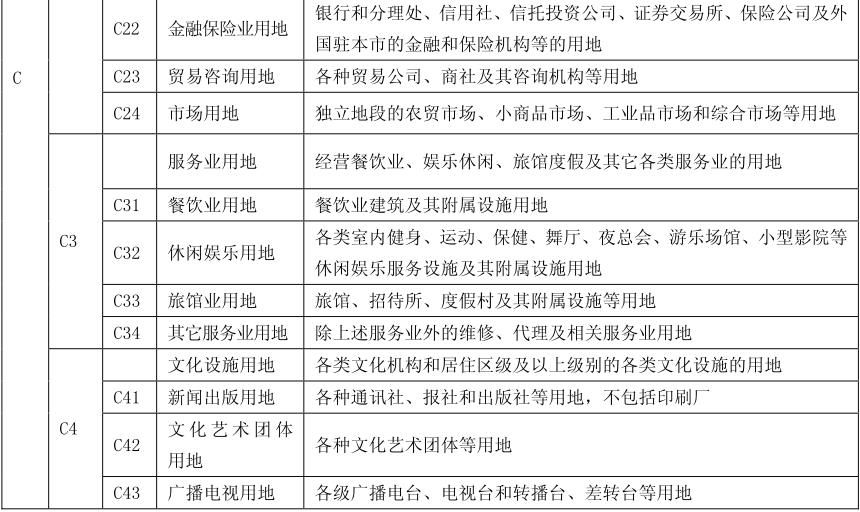 C
C22 金融保险业用地 银行和分理处、信用社、信托投资公司、证券交易所、保险公司及外
国驻本市的金融和保险机构等的用地
C23 贸易咨询用地 各种贸易公司、商社及其咨询机构等用地
C24 市场用地 独立地段的农贸市场、小商品市场、工业品市场和综合市场等用地
C3
服务业用地 经营餐饮业、娱乐休闲、旅馆度假及其它各类服务业的用地
C31 餐饮业用地 餐饮业建筑及其附属设施用地
C32 休闲娱乐用地 各类室内健身、运动、保健、舞厅、夜总会、游乐场馆、小型影院等
休闲娱乐服务设施及其附属设施用地
C33 旅馆业用地 旅馆、招待所、度假村及其附属设施等用地
C34 其它服务业用地 除上述服务业外的维修、代理及相关服务业用地
C4
文化设施用地 各类文化机构和居住区级及以上级别的各类文化设施的用地
C41 新闻出版用地 各种通讯社、报社和出版社等用地，不包括印刷厂
C42 文化艺术团体
用地 各种文化艺术团体等用地
C43 广播电视用地 各级广播电台、电视台和转播台、差转台等用地